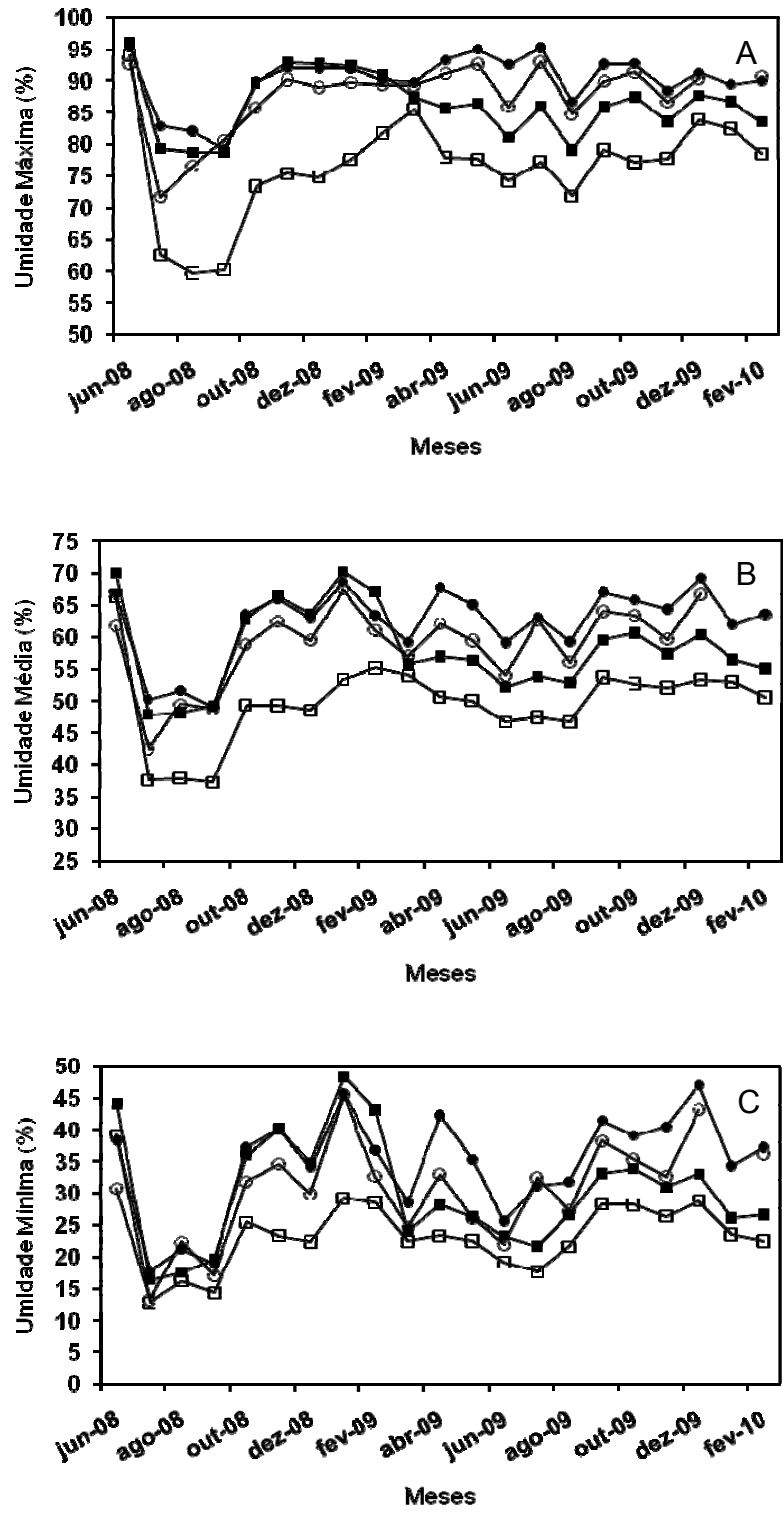 A
Umidade Máxima (%)
100
95
90
85
80
75
70
65
60
55
50
jun-08 ago-08 out-08 dez-08 fev-09 abr-09 jun-09 ago-09 out-09 dez-09 fev-10
Meses
B
Umidade Média (%)
75
70
65
60
55
50
45
40
35
30
25
jun-08 ago-08 out-08 dez-08 fev-09 abr-09 jun-09 ago-09 out-09 dez-09 fev-10
Meses
C
Umidade Mínima (%)
50
45
40
35
30
25
20
15
10
5
0
jun-08 ago-08 out-08 dez-08 fev-09 abr-09 jun-09 ago-09 out-09 dez-09 fev-10
Meses